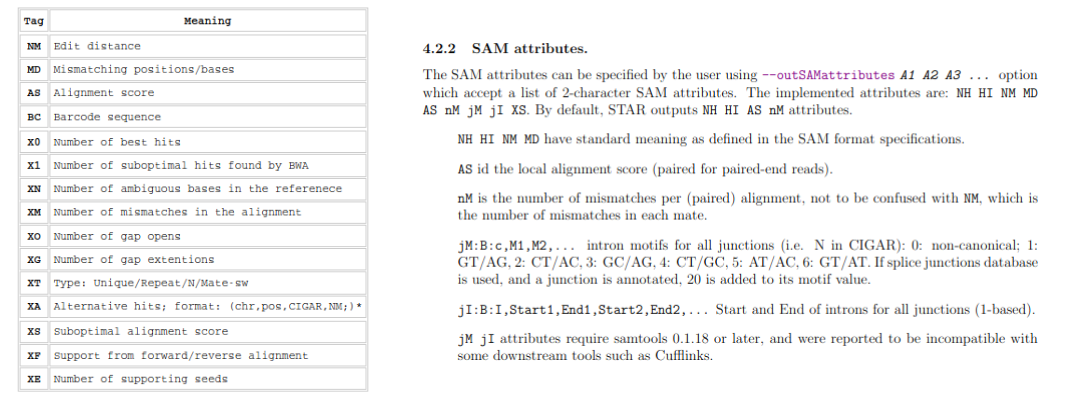 Tag Meaning
NM Edit distance
MD Mismatching positions/bases
AS Alignment score
BC Barcode sequence
X0 Number of best hits
X1 Number of suboptimal hits found by BWA
XN Number of ambiguous bases in the referenece
XM Number of mismatches in the alignment
XO Number of gap opens
XG Number of gap extentions
XT Type: Unique/Repeat/N/Mate-sw
XA Alternative hits; format: (chr,pos,CIGAR,NM;)*
XS Suboptimal alignment score
XF Support from forward/reverse alignment
XE Number of supporting seeds
4.2.2 SAM attributes.
The SAM attributes can be specified by the user using --outSAMattributes A1 A2 A3 ... option
which accept a list of 2-character SAM attributes. The implemented attributes are: NH HI NM MD
AS nM jM jI XS. By default, STAR outputs NH HI AS nM attributes.
NH HI NM MD have standard meaning as defined in the SAM format specifications.
AS id the local alignment score (paired for paired-end reads).
nM is the number of mismatches per (paired) alignment, not to be confused with NM, which is
the number of mismatches in each mate.
jM:B:c,M1,M2,... intron motifs for all junctions (i.e. N in CIGAR): 0: non-canonical; 1:
GT/AG, 2: CT/AC, 3: GC/AG, 4: CT/GC, 5: AT/AC, 6: GT/AT. If splice junctions database
is used, and a junction is annotated, 20 is added to its motif value.
jI:B:I,Start1,End1,Start2,End2,... Start and End of introns for all junctions (1-based).
jM jI attributes require samtools 0.1.18 or later, and were reported to be incompatible with
some downstream tools such as Cufflinks.